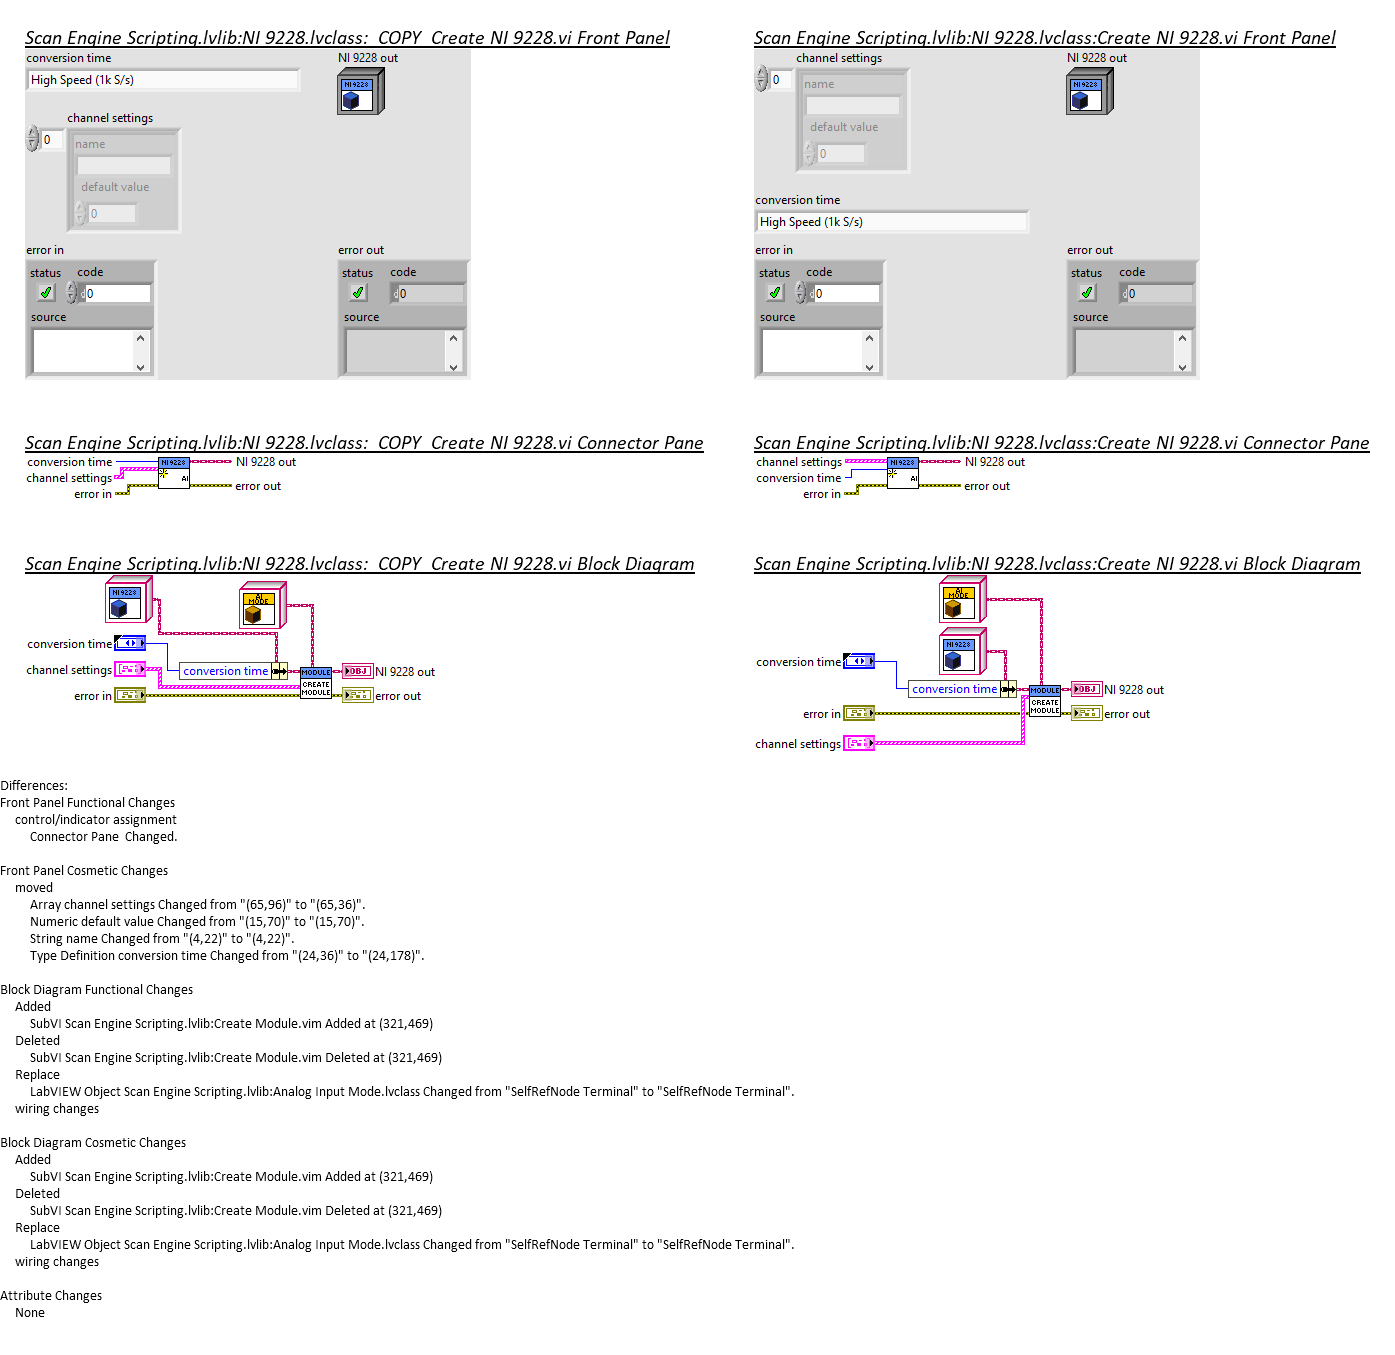 Scan Engine Scripting.lvlib:NI 9228.lvclass:_COPY_Create NI 9228.vi Front Panel
conversion time
NI 9228 out
High Speed (1k S/s)
NI 9228
channel settings
0
name
default value
0
error in
error out
status
code
status
code
0
0
source
source
Scan Engine Scripting.lvlib:NI 9228.lvclass:Create NI 9228.vi Front Panel
channel settings
NI 9228 out
0
name
NI 9228
default value
0
conversion time
High Speed (1k S/s)
error in
error out
status
code
status
code
0
0
source
source
Scan Engine Scripting.lvlib:NI 9228.lvclass:_COPY_Create NI 9228.vi Connector Pane
conversion time
NI 9228
NI 9228 out
channel settings
AI
error in
error out
Scan Engine Scripting.lvlib:NI 9228.lvclass:Create NI 9228.vi Connector Pane
channel settings
NI 9228
NI 9228 out
conversion time
AI
error in
error out
Scan Engine Scripting.lvlib:NI 9228.lvclass:_COPY_Create NI 9228.vi Block Diagram
NI 9228
AI
MODE
conversion time
channel settings
conversion time
MODULE
OBJ
NI 9228 out
CREATE
MODULE
error in
error out
Scan Engine Scripting.lvlib:NI 9228.lvclass:Create NI 9228.vi Block Diagram
AI
MODE
NI 9228
conversion time
conversion time
MODULE
OBJ
NI 9228 out
CREATE
MODULE
error in
error out
channel settings
Differences:
Front Panel Functional Changes
control/indicator assignment
Connector Pane  Changed.
Front Panel Cosmetic Changes
moved
Array channel settings Changed from "(65,96)" to "(65,36)".
Numeric default value Changed from "(15,70)" to "(15,70)".
String name Changed from "(4,22)" to "(4,22)".
Type Definition conversion time Changed from "(24,36)" to "(24,178)".
Block Diagram Functional Changes
Added
SubVI Scan Engine Scripting.lvlib:Create Module.vim Added at (321,469)
Deleted
SubVI Scan Engine Scripting.lvlib:Create Module.vim Deleted at (321,469)
Replace
LabVIEW Object Scan Engine Scripting.lvlib:Analog Input Mode.lvclass Changed from "SelfRefNode Terminal" to "SelfRefNode Terminal".
wiring changes
Block Diagram Cosmetic Changes
Added
SubVI Scan Engine Scripting.lvlib:Create Module.vim Added at (321,469)
Deleted
SubVI Scan Engine Scripting.lvlib:Create Module.vim Deleted at (321,469)
Replace
LabVIEW Object Scan Engine Scripting.lvlib:Analog Input Mode.lvclass Changed from "SelfRefNode Terminal" to "SelfRefNode Terminal".
wiring changes
Attribute Changes
None